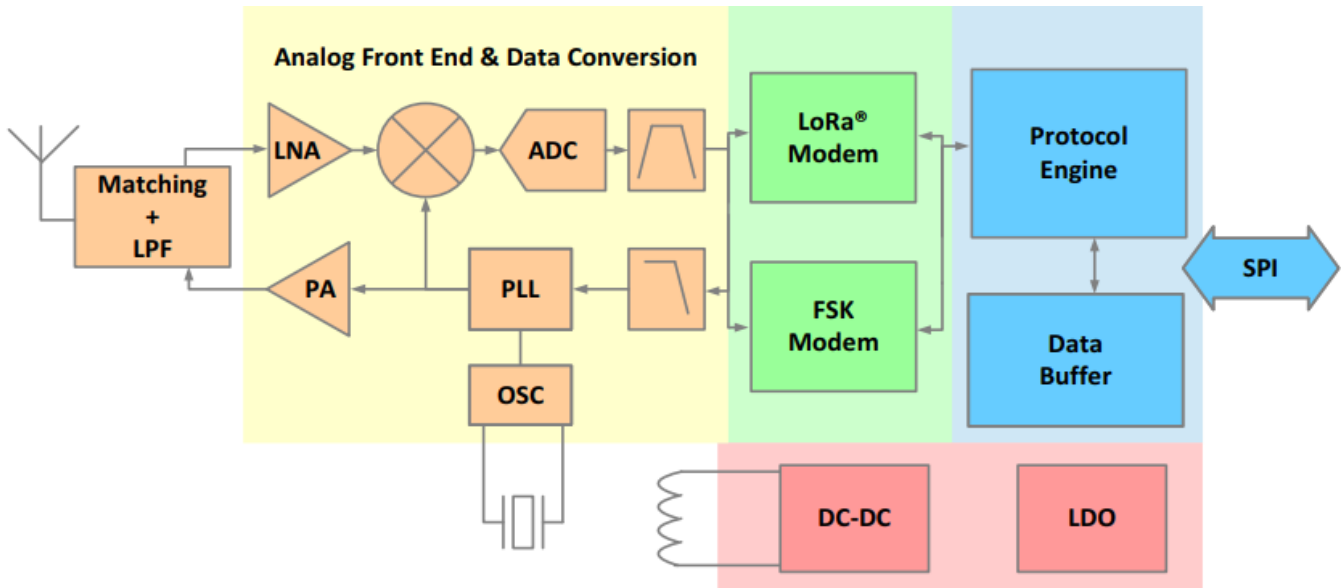 Analog Front End & Data Conversion
LNA
ADC
LoRa®
Modem
Protocol
Engine
Matching
+
LPF
PA
PLL
FSK
Modem
SPI
Data
Buffer
OSC
DC-DC
LDO